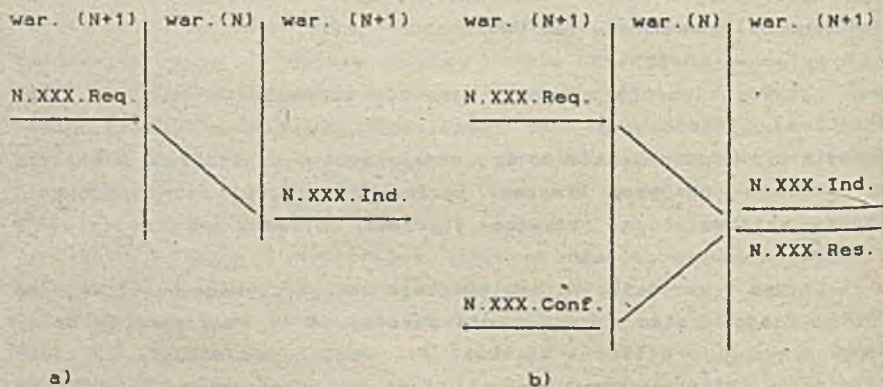 war. (N+1) war.(N) war. (N+1)
N.XXX.Req.
N.XXX.Ind.
a)
war. (N+1) war.(N) war. (N+1)
N.XXX.Req.
N.XXX.Ind.
N.XXX.Res.
N.XXX.Conf.
b)